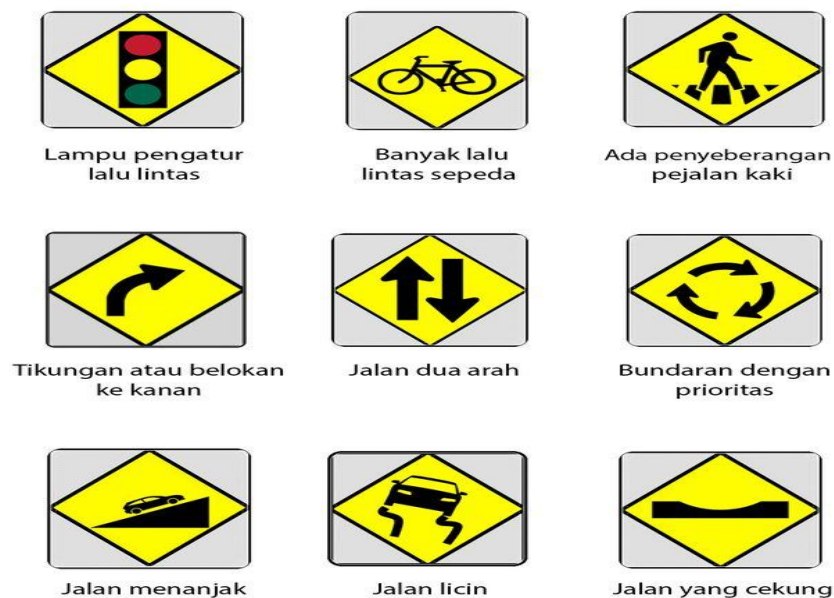 Lampu pengatur
lalu lintas
Banyak lalu
lintas sepeda
Ada penyeberangan
pejalan kaki
Tikungan atau belokan
ke kanan
Jalan dua arah
Bundaran dengan
prioritas
Jalan menanjak
Jalan licin
Jalan yang cekung